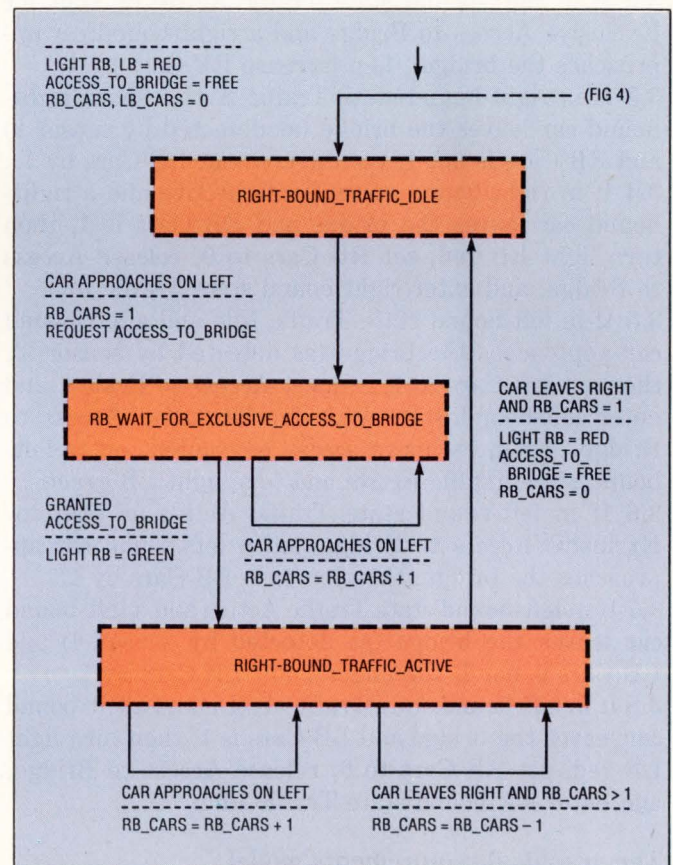 LIGHT RB, LB = RED
ACCESS_TO_BRIDGE = FREE
RB_CARS, LB_CARS = 0
(FIG 4)
RIGHT-BOUND_TRAFFIC_IDLE
CAR APPROACHES ON LEFT
RB_CARS = 1
REQUEST ACCESS_TO_BRIDGE
CAR LEAVES RIGHT
AND RB_CARS = 1
LIGHT RB = RED
ACCESS_TO_
BRIDGE = FREE
RB_CARS = 0
RB_WAIT_FOR_EXCLUSIVE_ACCESS_TO_BRIDGE
GRANTED
ACCESS_TO_BRIDGE
LIGHT RB = GREEN
CAR APPROACHES ON LEFT
RB_CARS = RB_CARS + 1
RIGHT-BOUND_TRAFFIC_ACTIVE
CAR APPROACHES ON LEFT
RB_CARS = RB_CARS + 1
CAR LEAVES RIGHT AND RB_CARS > 1
RB_CARS = RB_CARS − 1